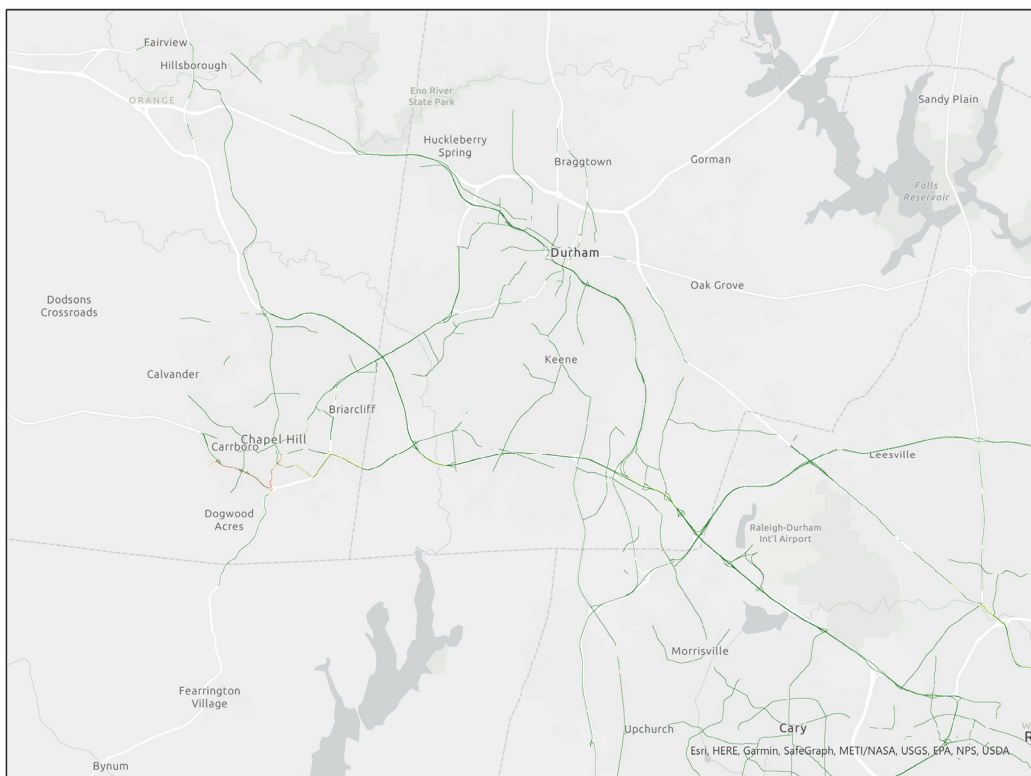 Fairview
Hillsborough
ORANGE
Eno River
State Park
Sandy Plain
Huckleberry
Spring
Braggtown
Gorman
Falls
Reservoir
Durham
Oak Grove
Dodsons
Crossroads
Keene
Calvander
Briarcliff
Chapel Hill
Carrboro
Leesville
Dogwood
Acres
Raleigh-Durham
Int'l Airport
Morrisville
Fearrington
Village
Upchurch
Cary
W
R
Esri, HERE, Garmin, SafeGraph, METI/NASA, USGS, EPA, NPS, USDA
Bynum